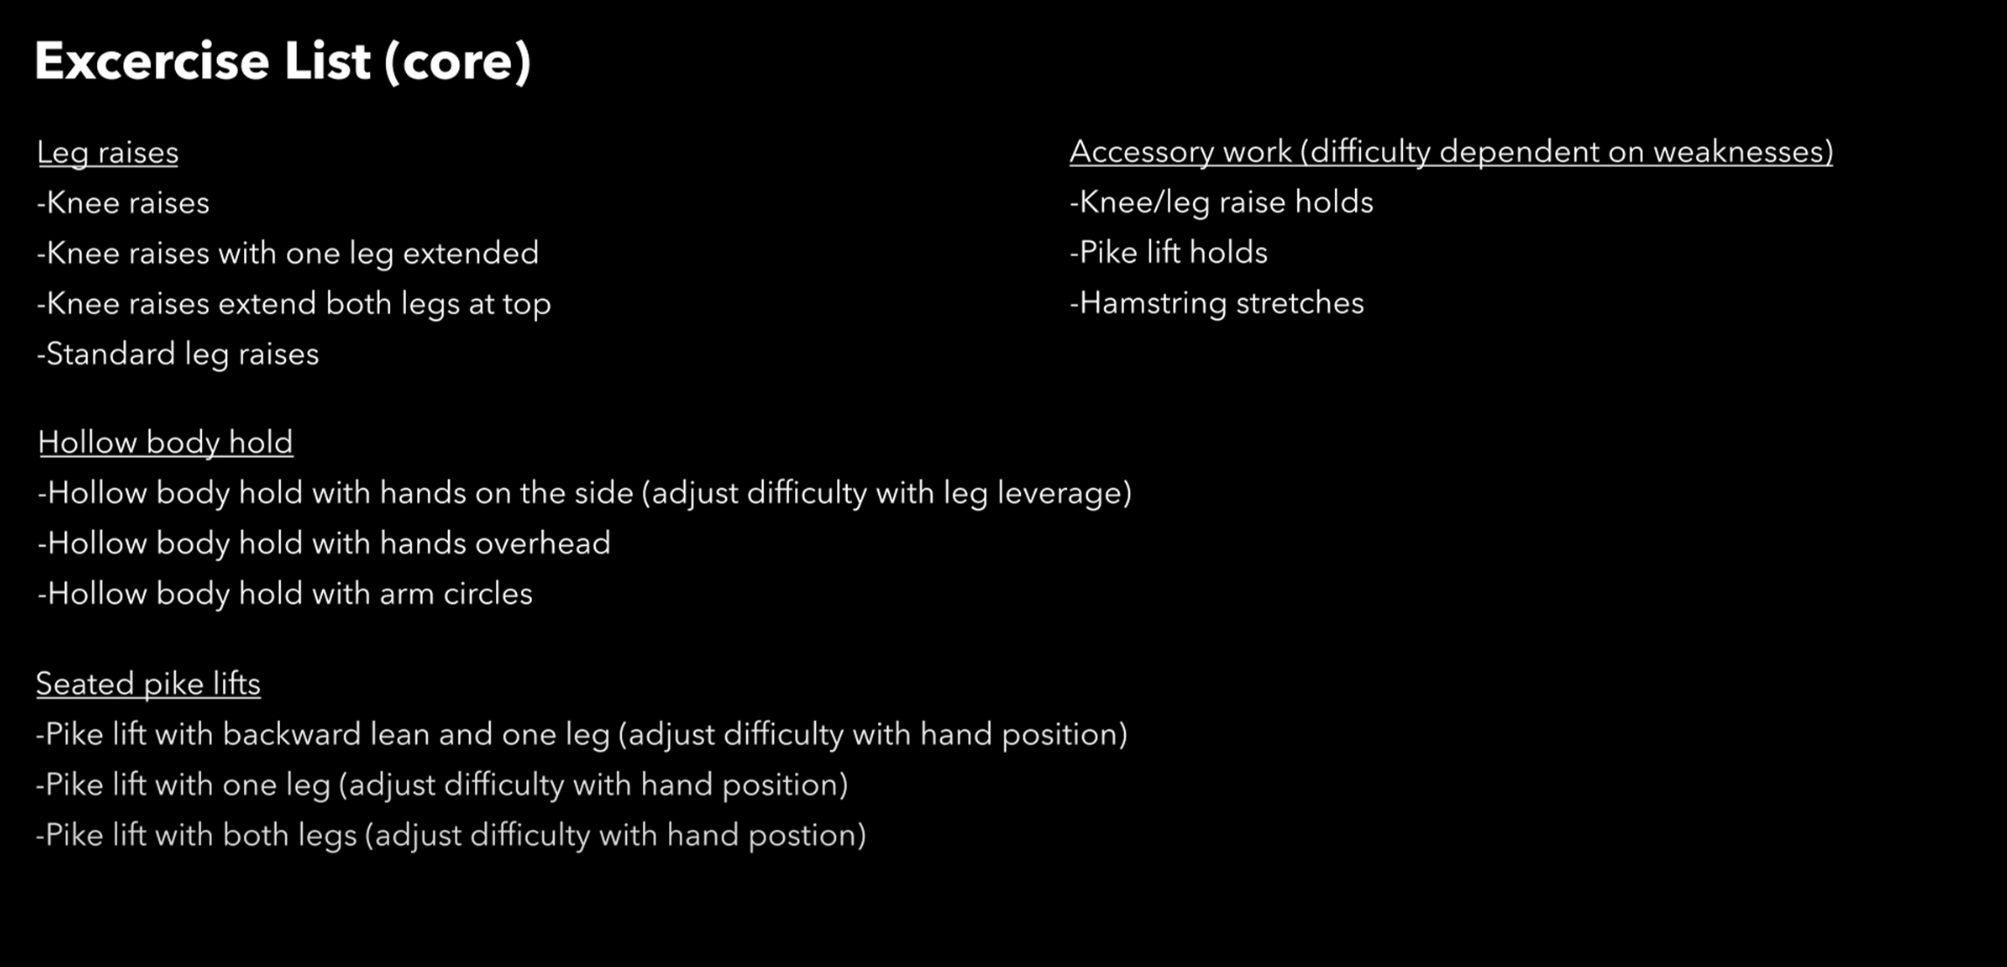 Excercise List (core)
Leg raises
-Knee raises
-Knee raises with one leg extended
-Knee raises extend both legs at top
-Standard leg raises
Hollow body hold
-Hollow body hold with hands on the side (adjust difficulty with leg leverage)
-Hollow body hold with hands overhead
-Hollow body hold with arm circles
Seated pike lifts
-Pike lift with backward lean and one leg (adjust difficulty with hand position)
-Pike lift with one leg (adjust difficulty with hand position)
-Pike lift with both legs (adjust difficulty with hand postion)
Accessory work (difficulty dependent on weaknesses)
-Knee/leg raise holds
-Pike lift holds
-Hamstring stretches